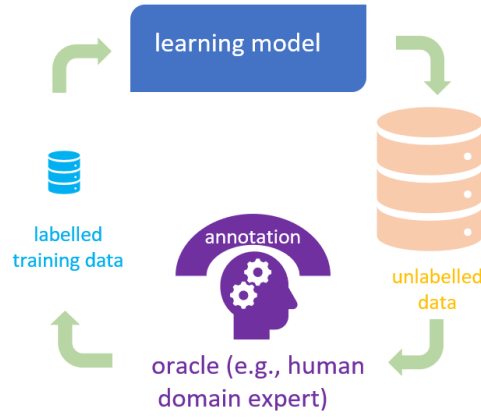 learning model
labelled
training data
annotation
unlabelled
data
oracle (e.g., human
domain expert)